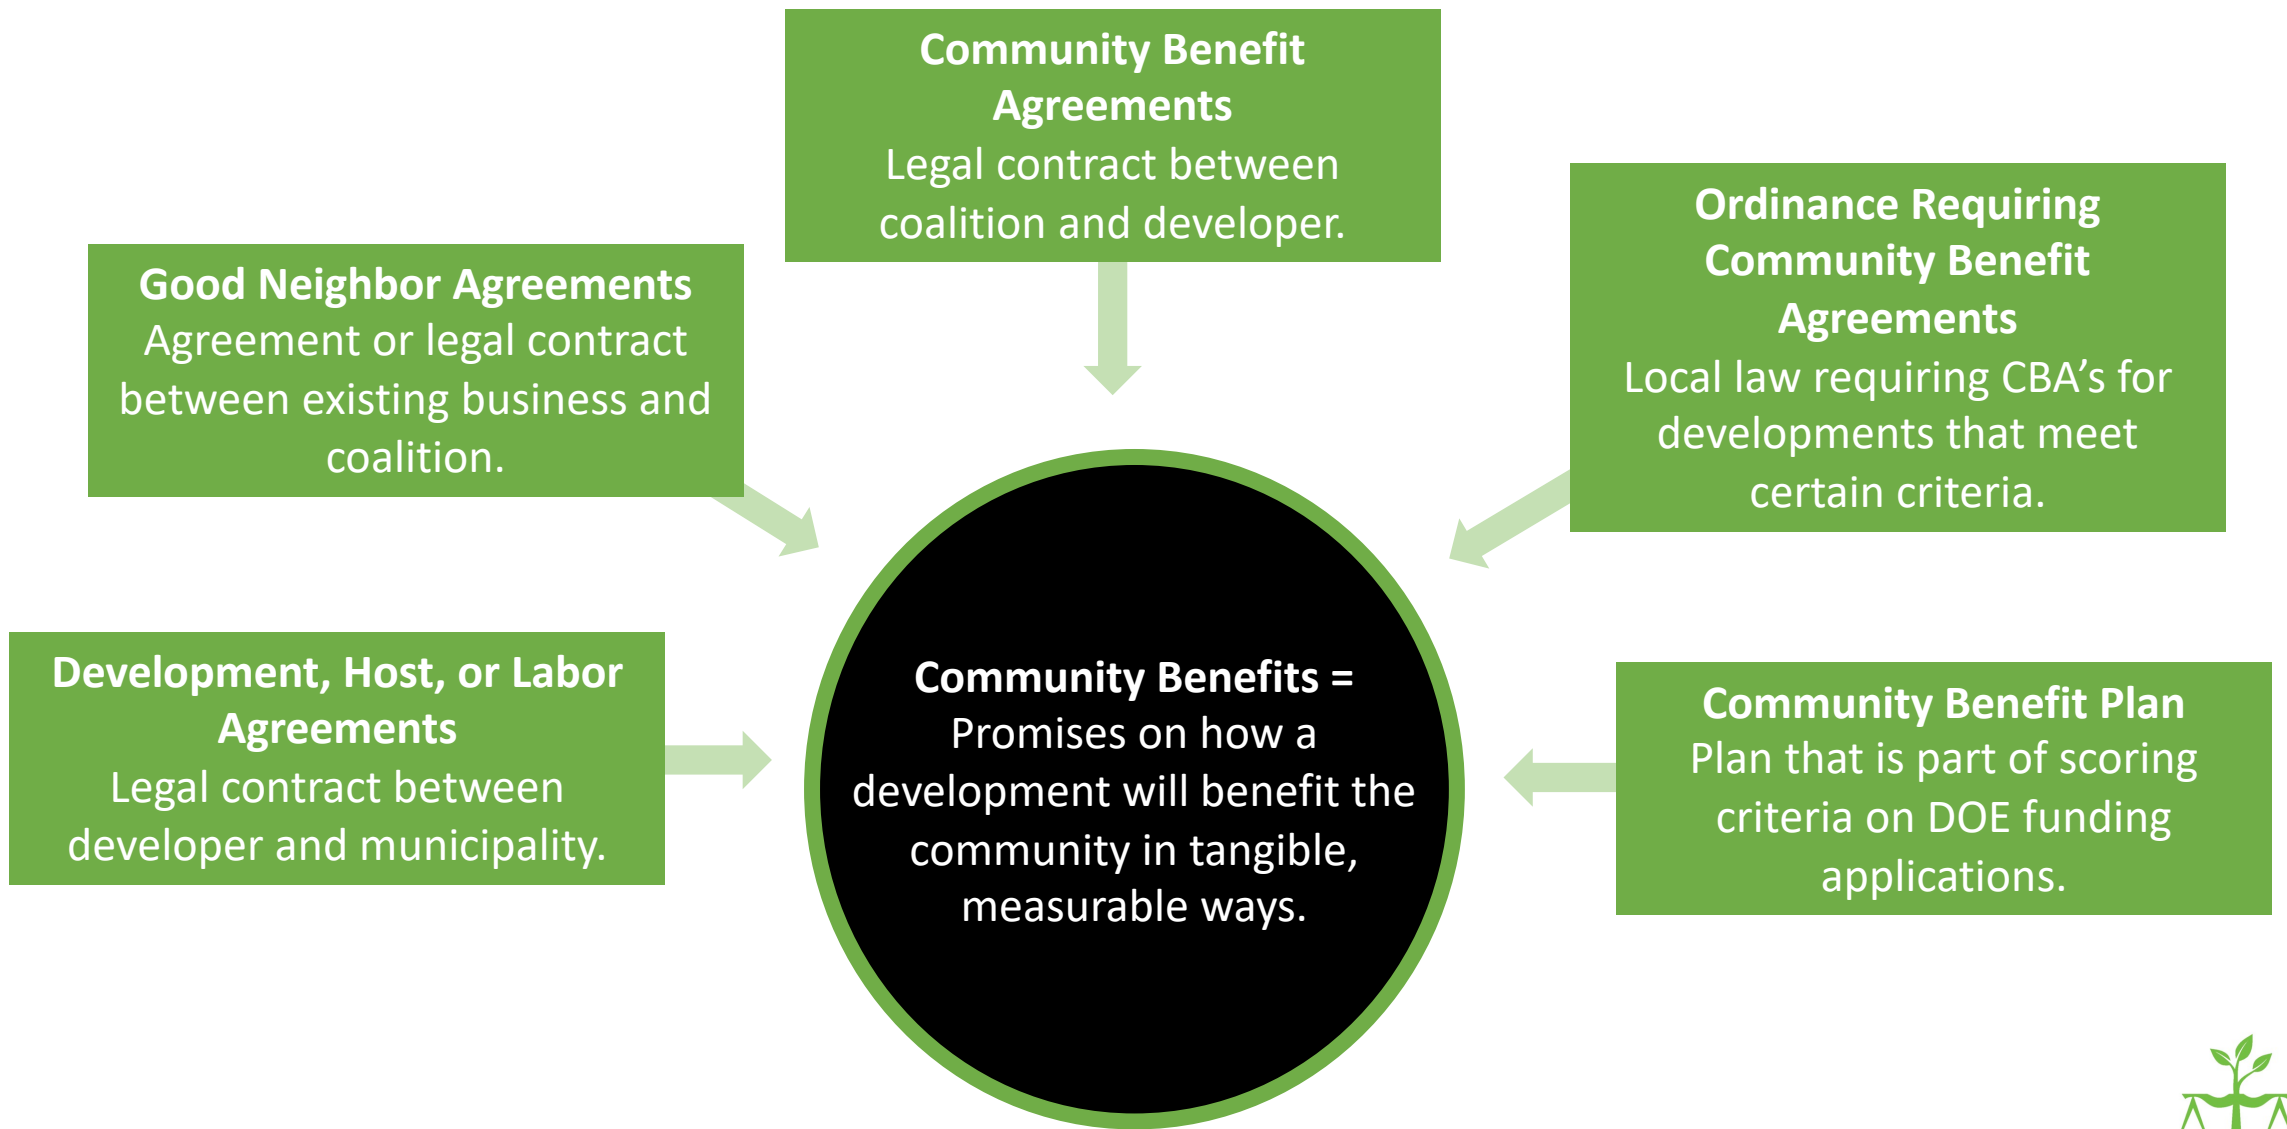 Community Benefit
Agreements
Legal contract between
coalition and developer.
Good Neighbor Agreements
Agreement or legal contract
between existing business and
coalition.
Ordinance Requiring
Community Benefit
Agreements
Local law requiring CBA’s for
developments that meet
certain criteria.
Development, Host, or Labor
Agreements
Legal contract between
developer and municipality.
Community Benefits =
Promises on how a
development will benefit the
community in tangible,
measurable ways.
Community Benefit Plan
Plan that is part of scoring
criteria on DOE funding
applications.